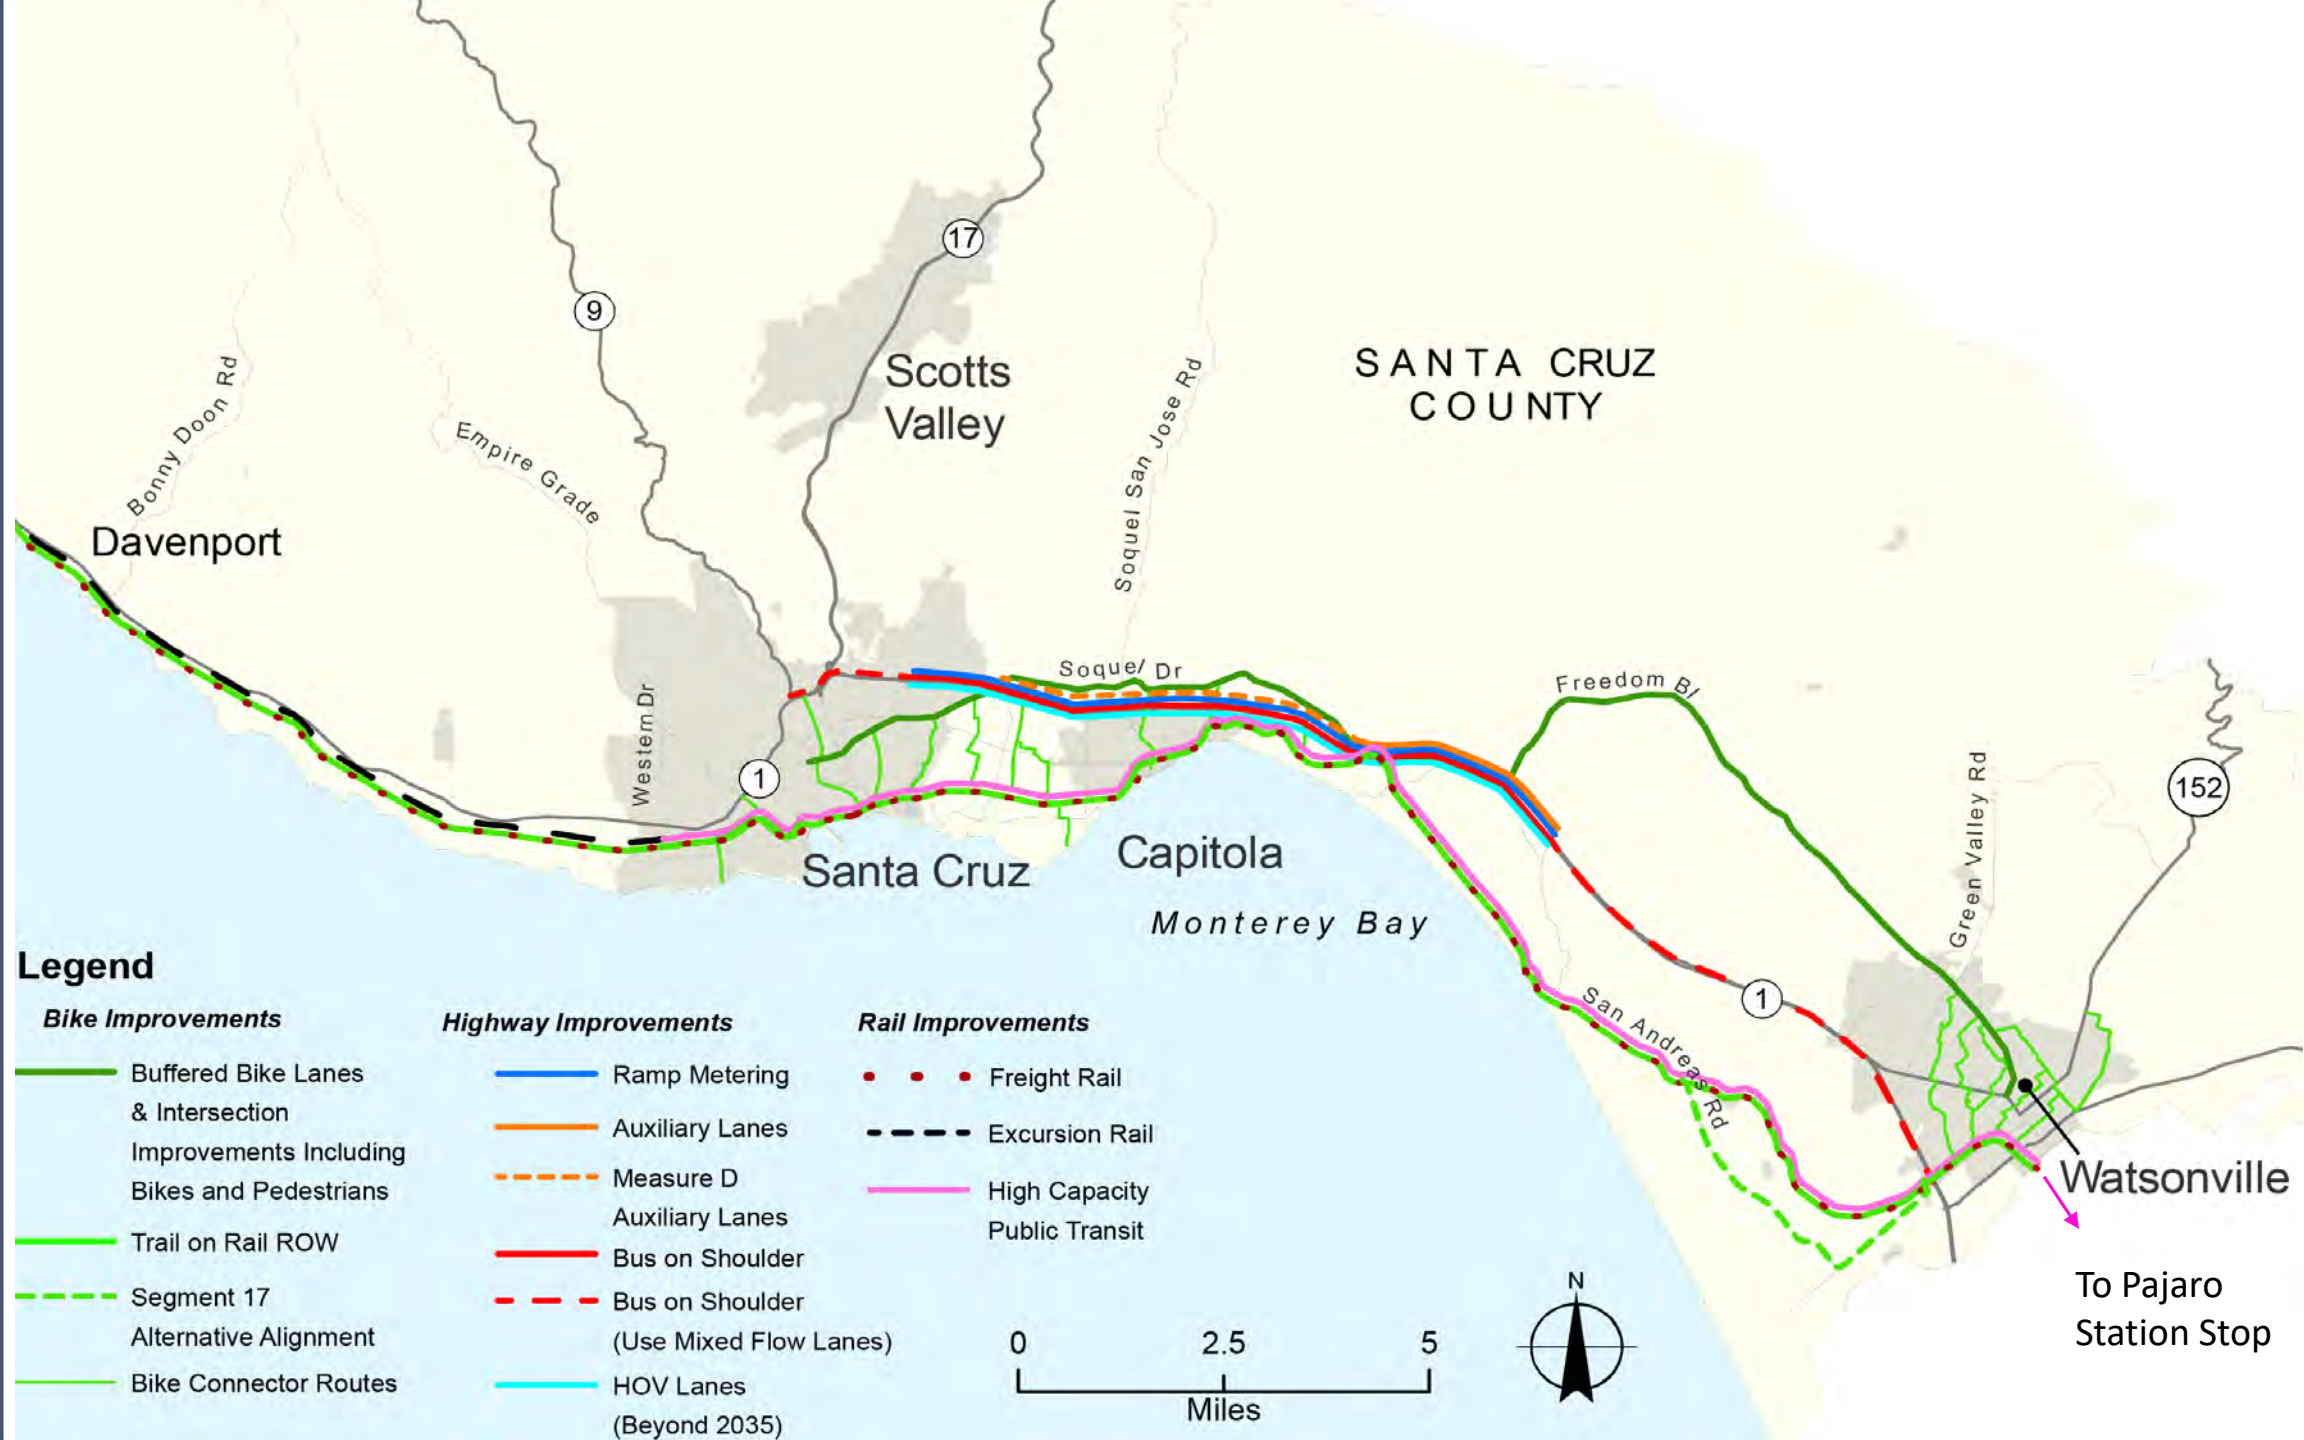 17
9
Scotts
Valley
SANTA CRUZ
COUNTY
Bonny Doon Rd
Empire Grade
Soquel San Jose Rd
Davenport
Western Dr
Soquel Dr
Freedom Bl
1
152
Green Valley Rd
Santa Cruz
Capitola
Monterey Bay
San Andreas Rd
1
Watsonville
To Pajaro
Station Stop
Legend
Bike Improvements
Buffered Bike Lanes
& Intersection
Improvements Including
Bikes and Pedestrians
Trail on Rail ROW
Segment 17
Alternative Alignment
Bike Connector Routes
Highway Improvements
Ramp Metering
Auxiliary Lanes
Measure D
Auxiliary Lanes
Bus on Shoulder
Bus on Shoulder
(Use Mixed Flow Lanes)
HOV Lanes
(Beyond 2035)
Rail Improvements
Freight Rail
Excursion Rail
High Capacity
Public Transit
0 2.5 5
Miles
N